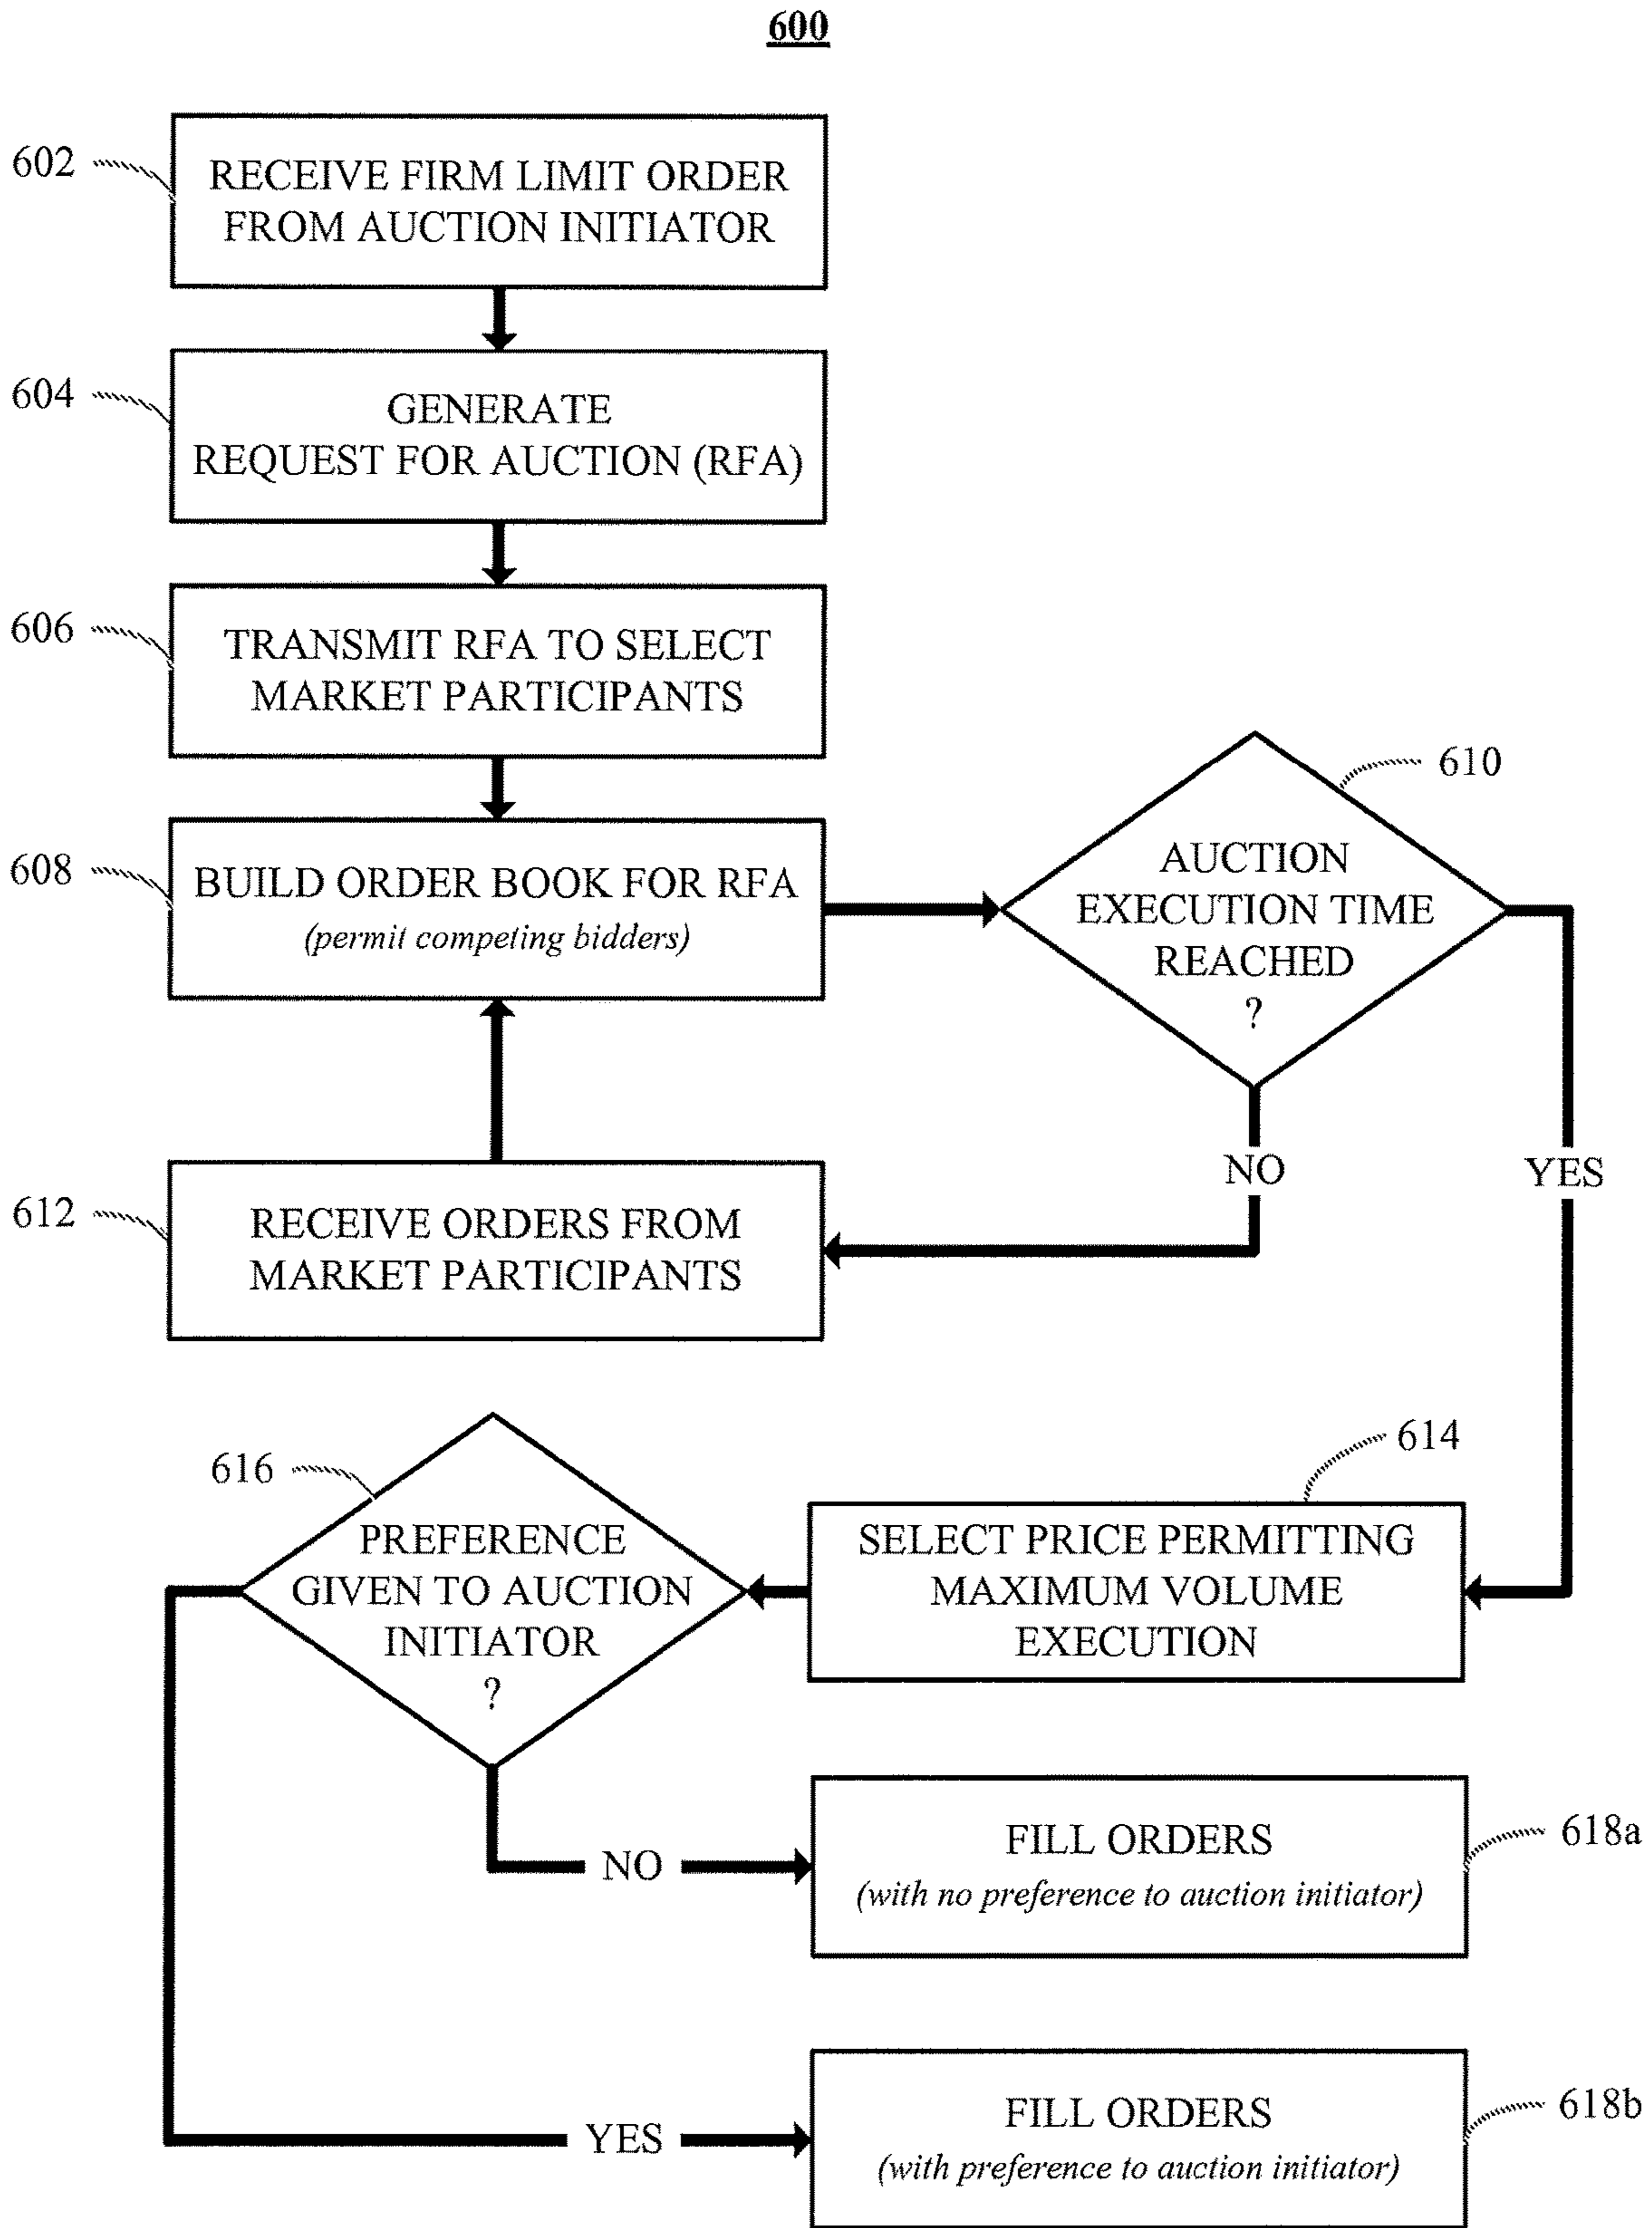 600
602
RECEIVE FIRM LIMIT ORDER
FROM AUCTION INITIATOR
604
GENERATE
REQUEST FOR AUCTION (RFA)
606
TRANSMIT RFA TO SELECT
MARKET PARTICIPANTS
608
BUILD ORDER BOOK FOR RFA
(permit competing bidders)
610
AUCTION
EXECUTION TIME
REACHED
?
NO
YES
612
RECEIVE ORDERS FROM
MARKET PARTICIPANTS
614
SELECT PRICE PERMITTING
MAXIMUM VOLUME
EXECUTION
616
PREFERENCE
GIVEN TO AUCTION
INITIATOR
?
NO
618a
FILL ORDERS
(with no preference to auction initiator)
YES
618b
FILL ORDERS
(with preference to auction initiator)